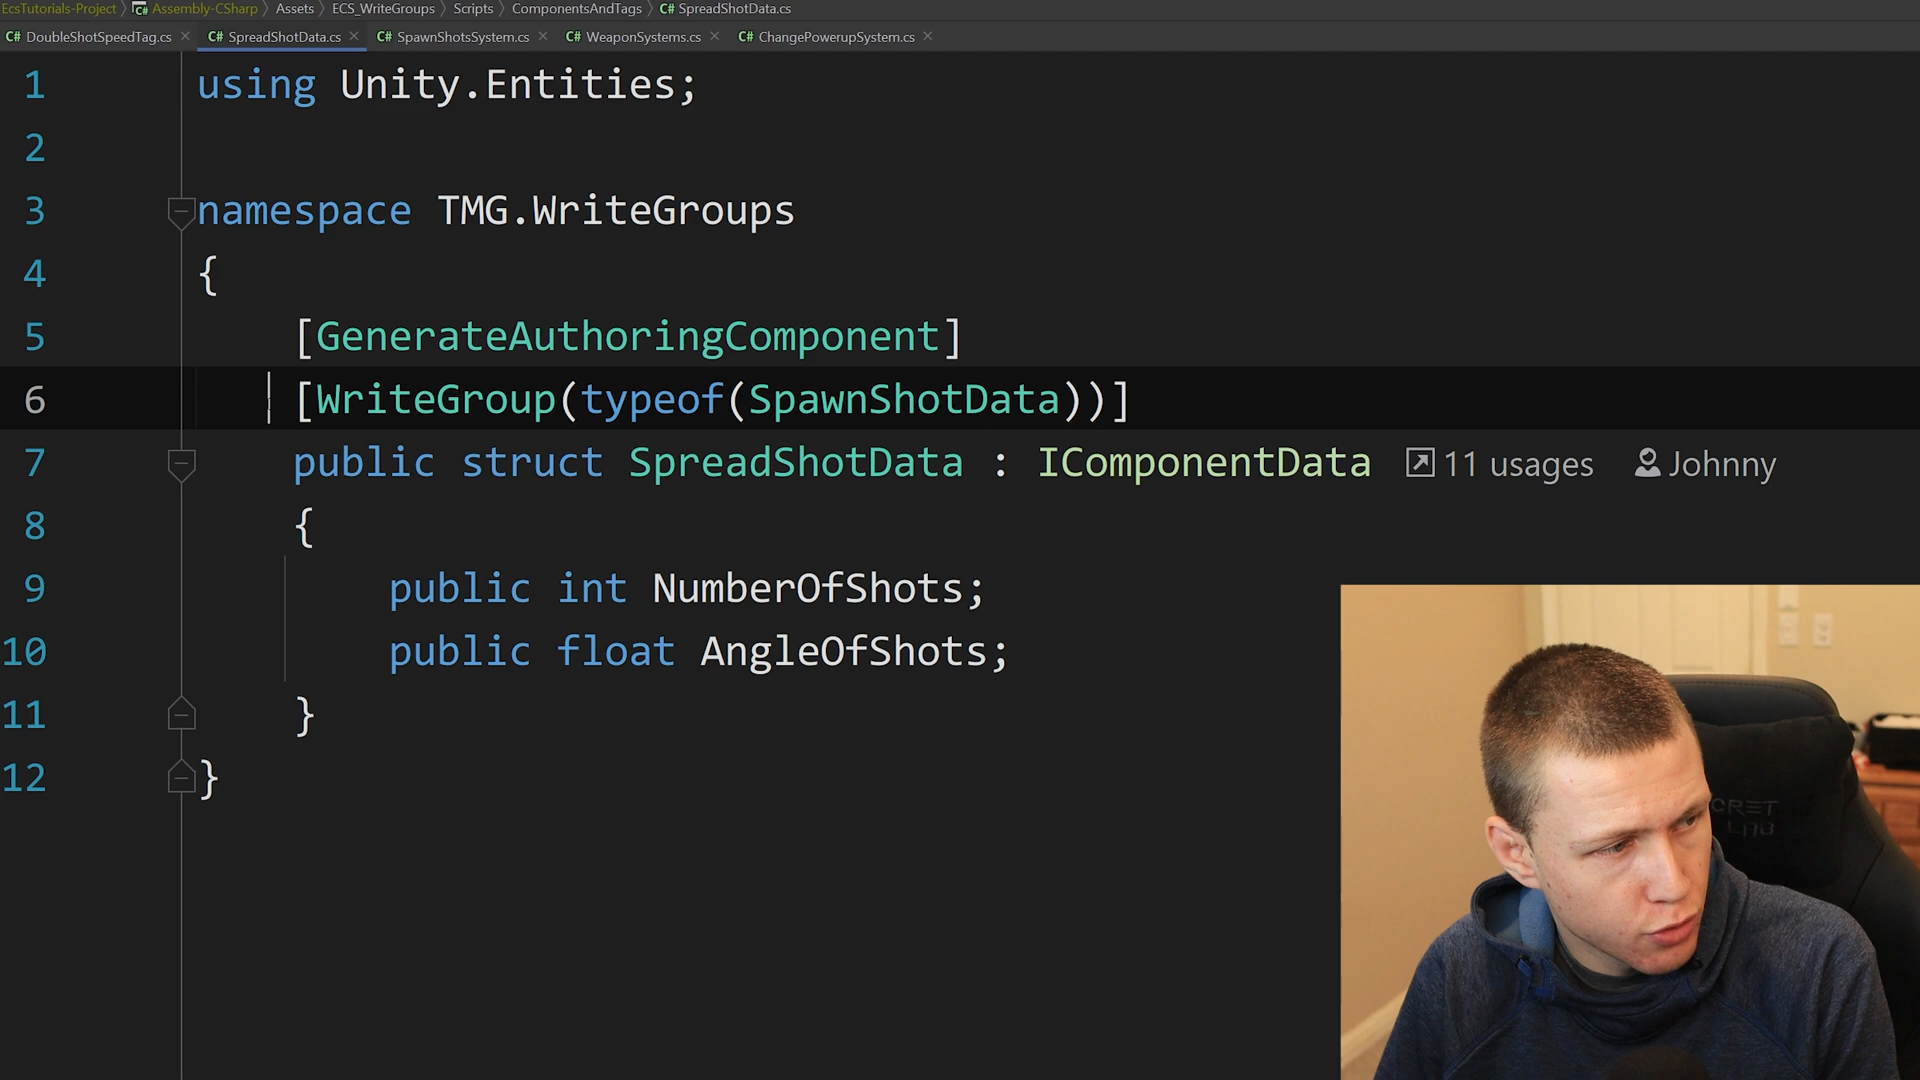 EcsTutorials-Project > Assembly-CSharp > Assets > ECS_WriteGroups > Scripts > ComponentsAndTags > C# SpreadShotData.cs
C# DoubleShotSpeedTag.cs × C# SpreadShotData.cs × C# SpawnShotsSystem.cs × C# WeaponSystems.cs × C# ChangePowerupSystem.cs ×
1 using Unity.Entities;
2
3 namespace TMG.WriteGroups
4 {
5 [GenerateAuthoringComponent]
6 [WriteGroup(typeof(SpawnShotData))]
7 public struct SpreadShotData : IComponentData 11 usages Johnny
8 {
9 public int NumberOfShots;
10 public float AngleOfShots;
11 }
12 }
CRET
LAB